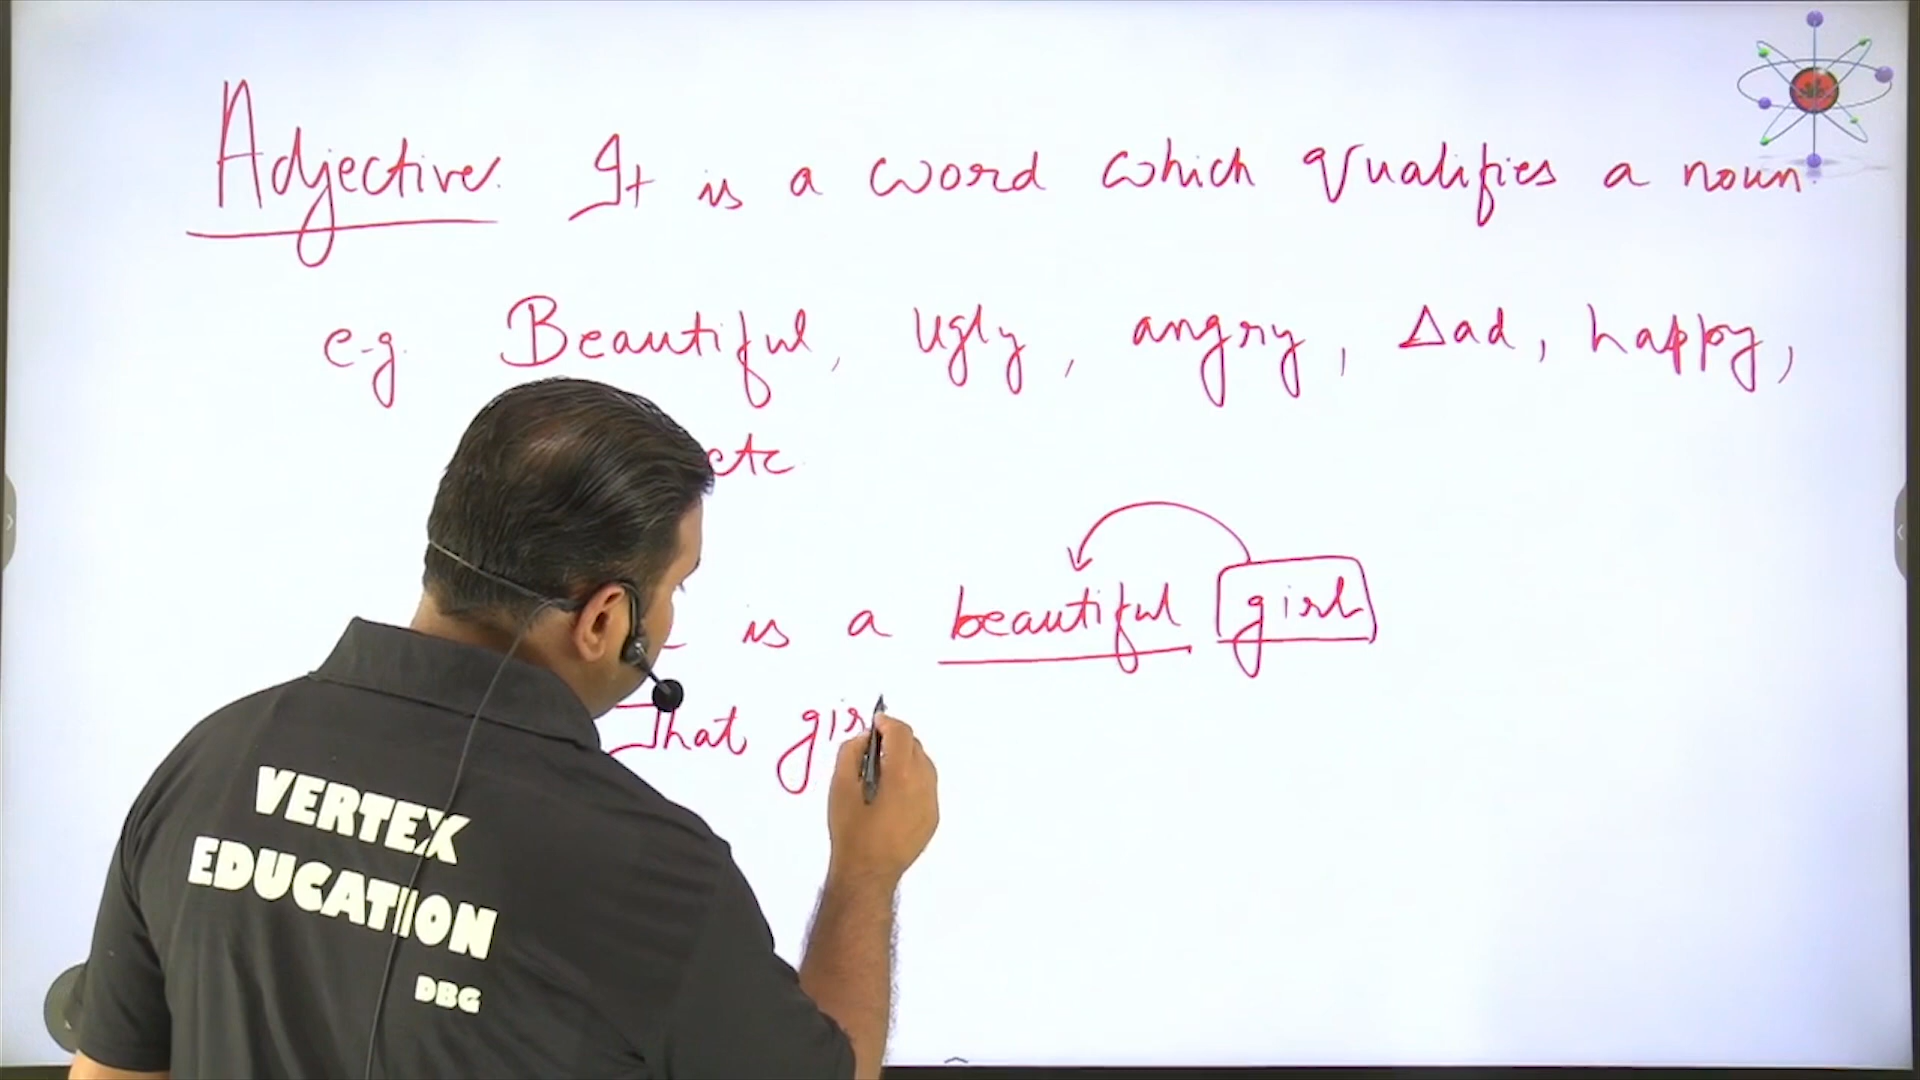 Adjective. It is a word which qualifies a noun.
e.g. Beautiful, ugly, angry, sad, happy,
etc
is a beautiful girl
That girl
VERTEX
EDUCATION
DBG